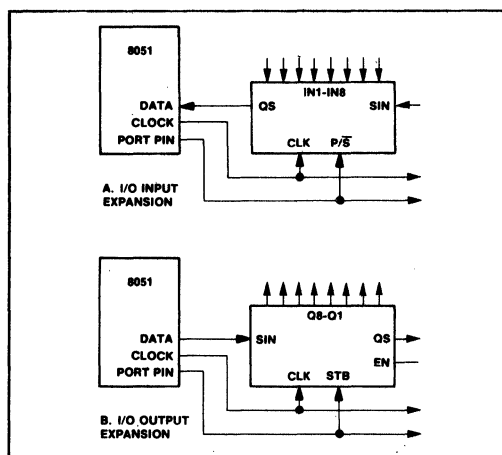 8051
IN1-IN8
DATA
QS
SIN
CLOCK
PORT PIN
CLK
P/S̅
A. I/O INPUT
EXPANSION
8051
Q8-Q1
DATA
SIN
QS
CLOCK
EN
PORT PIN
CLK
STB
B. I/O OUTPUT
EXPANSION